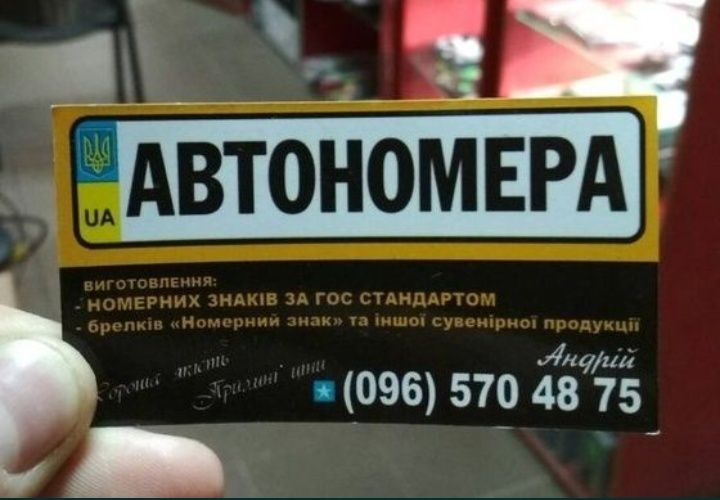 UA АВТОНОМЕРА
ВИГОТОВЛЕННЯ:
- НОМЕРНИХ ЗНАКІВ ЗА ГОС СТАНДАРТОМ
- брелків «Номерний знак» та іншої сувенірної продукції
Хороша якість
Приємні ціни
Андрій
(096) 570 48 75